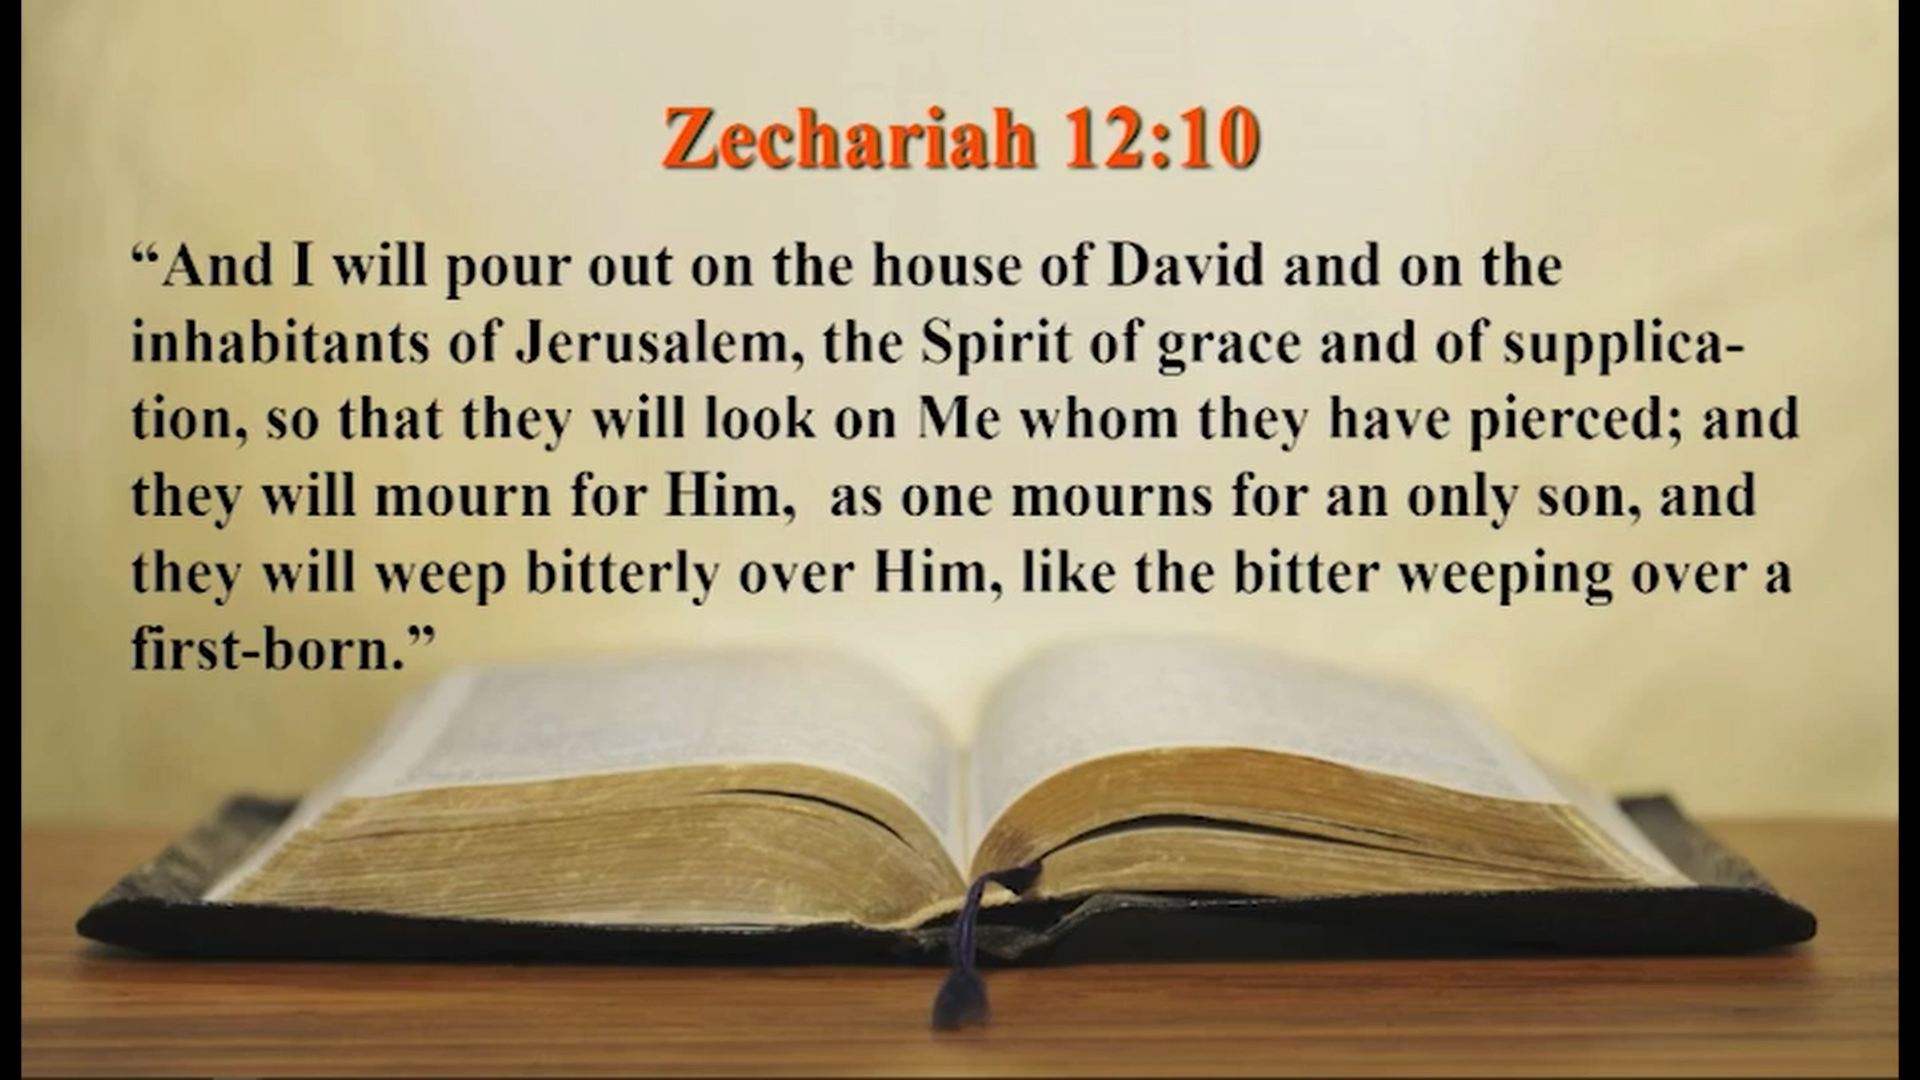 Zechariah 12:10
“And I will pour out on the house of David and on the
inhabitants of Jerusalem, the Spirit of grace and of supplica-
tion, so that they will look on Me whom they have pierced; and
they will mourn for Him,  as one mourns for an only son, and
they will weep bitterly over Him, like the bitter weeping over a
first-born.”